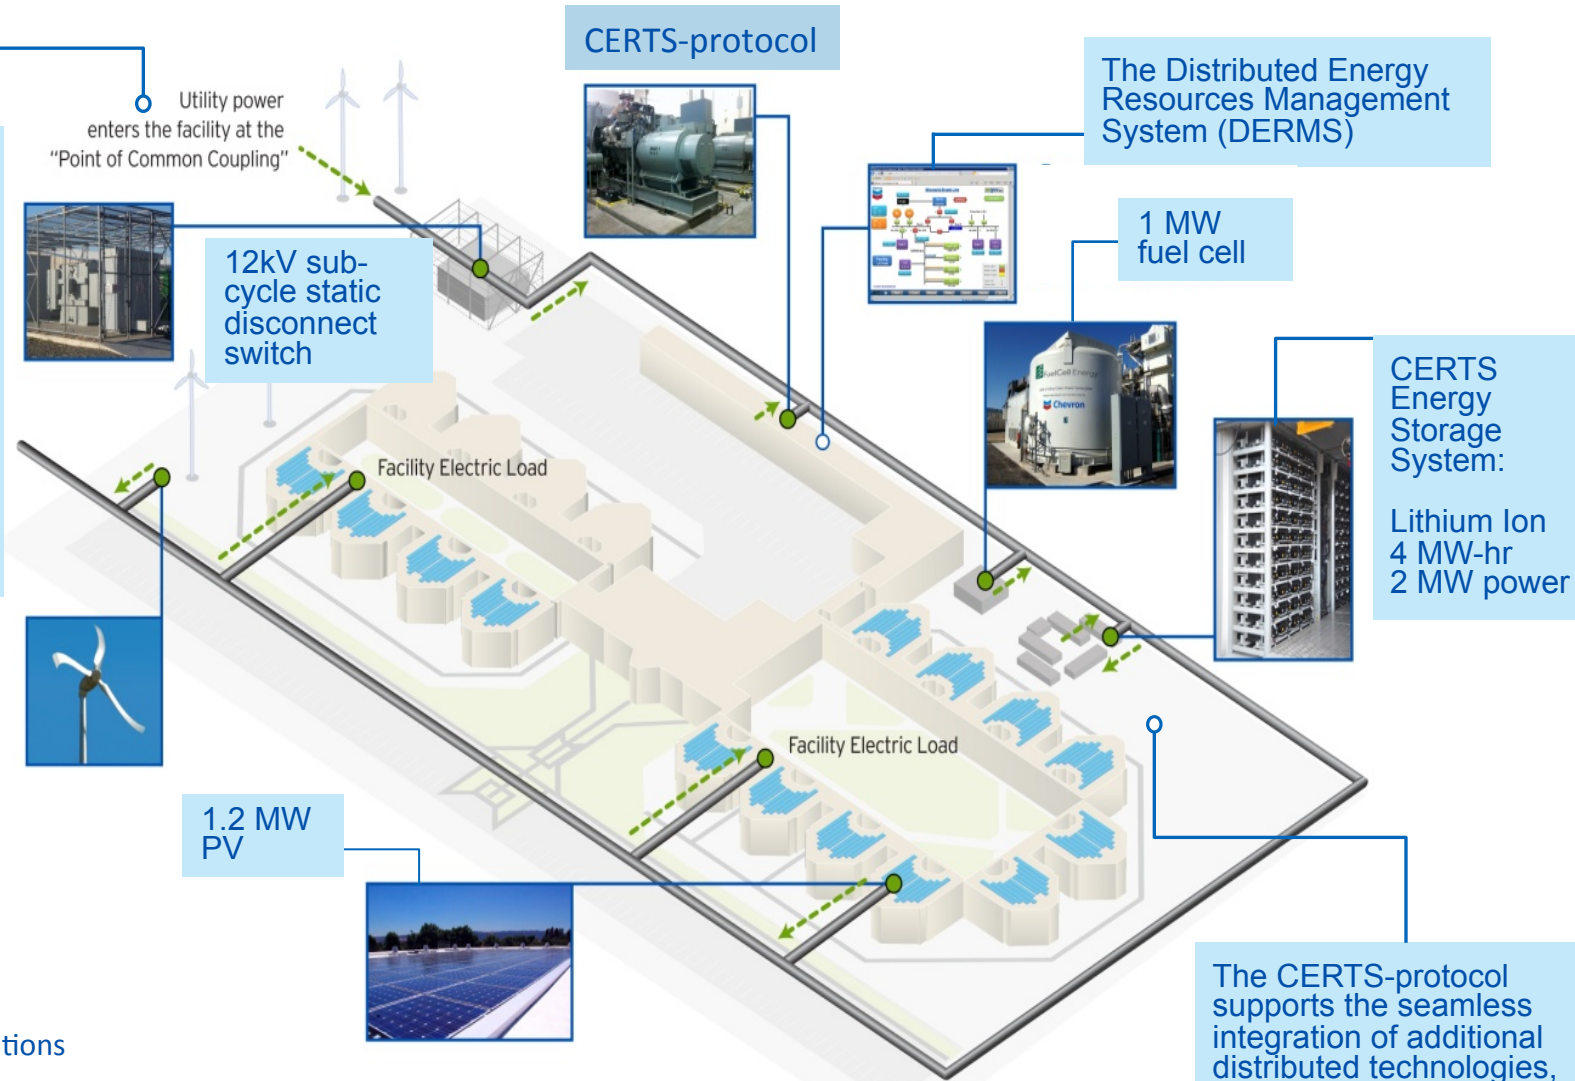 CERTS-protocol
Utility power
enters the facility at the
"Point of Common Coupling"
The Distributed Energy
Resources Management
System (DERMS)
1 MW
fuel cell
12kV sub-
cycle static
disconnect
switch
FuelCell Energy
Chevron
CERTS
Energy
Storage
System:
Lithium Ion
4 MW-hr
2 MW power
Facility Electric Load
Facility Electric Load
1.2 MW
PV
The CERTS-protocol
supports the seamless
integration of additional
distributed technologies,
tions